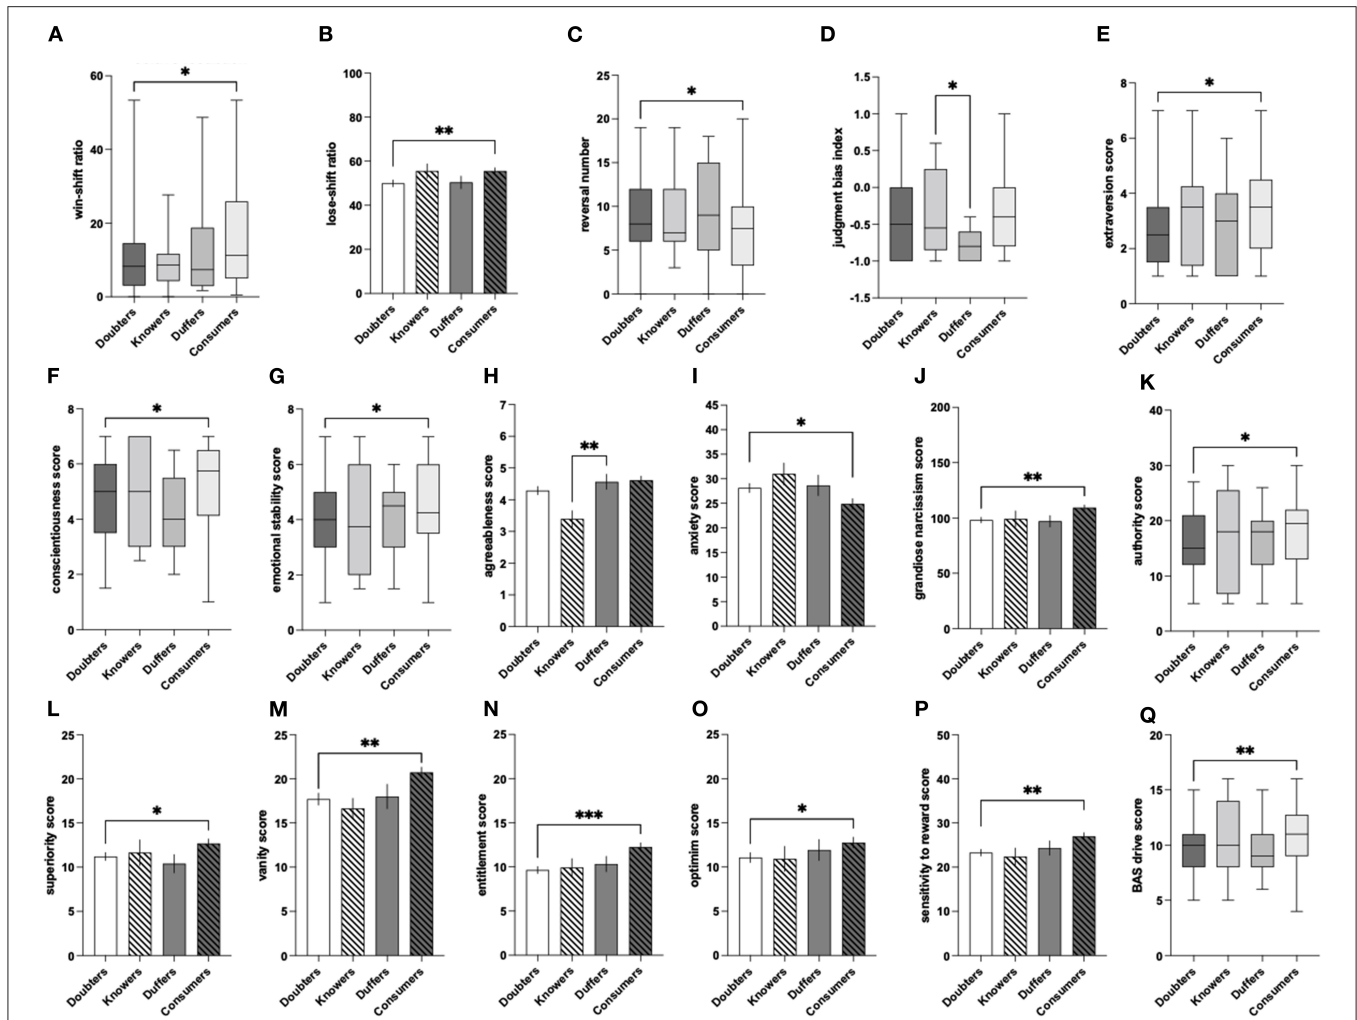 A
win-shift ratio
60
40
20
0
*
Doubters
Knowers
Duffers
Consumers
B
lose-shift ratio
100
80
60
40
20
0
**
Doubters
Knowers
Duffers
Consumers
C
reversal number
25
20
15
10
5
0
*
Doubters
Knowers
Duffers
Consumers
D
judgment bias index
1.5
1.0
0.5
0.0
-0.5
-1.0
-1.5
*
Doubters
Knowers
Duffers
Consumers
E
extraversion score
8
6
4
2
0
*
Doubters
Knowers
Duffers
Consumers
F
conscientiousness score
8
6
4
2
0
*
Doubters
Knowers
Duffers
Consumers
G
emotional stability score
8
6
4
2
0
*
Doubters
Knowers
Duffers
Consumers
H
agreeableness score
7
6
5
4
3
2
1
0
**
Doubters
Knowers
Duffers
Consumers
I
anxiety score
45
40
35
30
25
20
15
10
5
0
*
Doubters
Knowers
Duffers
Consumers
J
grandiose narcissism score
200
150
100
50
0
**
Doubters
Knowers
Duffers
Consumers
K
authority score
40
30
20
10
0
*
Doubters
Knowers
Duffers
Consumers
L
superiority score
25
20
15
10
5
0
*
Doubters
Knowers
Duffers
Consumers
M
vanity score
25
20
15
10
5
0
**
Doubters
Knowers
Duffers
Consumers
N
entitlement score
25
20
15
10
5
0
***
Doubters
Knowers
Duffers
Consumers
O
optimim score
25
20
15
10
5
0
*
Doubters
Knowers
Duffers
Consumers
P
sensitivity to reward score
50
40
30
20
10
0
**
Doubters
Knowers
Duffers
Consumers
Q
BAS drive score
20
15
10
5
0
**
Doubters
Knowers
Duffers
Consumers